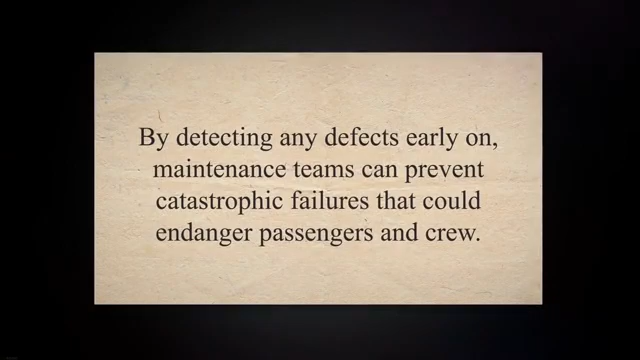 By detecting any defects early on,
maintenance teams can prevent
catastrophic failures that could
endanger passengers and crew.